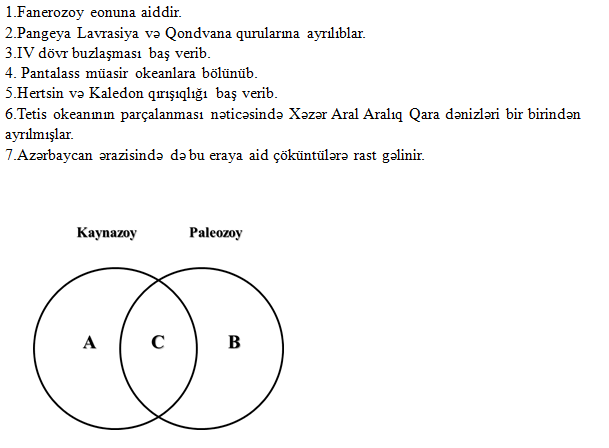 1.Fanerozoy eonuna aiddir.
2.Pangeya Lavrasiya və Qondvana qurularına ayrılıblar.
3.IV dövr buzlaşması baş verib.
4. Pantalass müasir okeanlara bölünüb.
5.Hertsin və Kaledon qırışıqlığı baş verib.
6.Tetis okeanının parçalanması nəticəsində Xəzər Aral Aralıq Qara dənizləri bir birindən
ayrılmışlar.
7.Azərbaycan ərazisində də bu eraya aid çöküntülərə rast gəlinir.
Kaynazoy Paleozoy
A C B